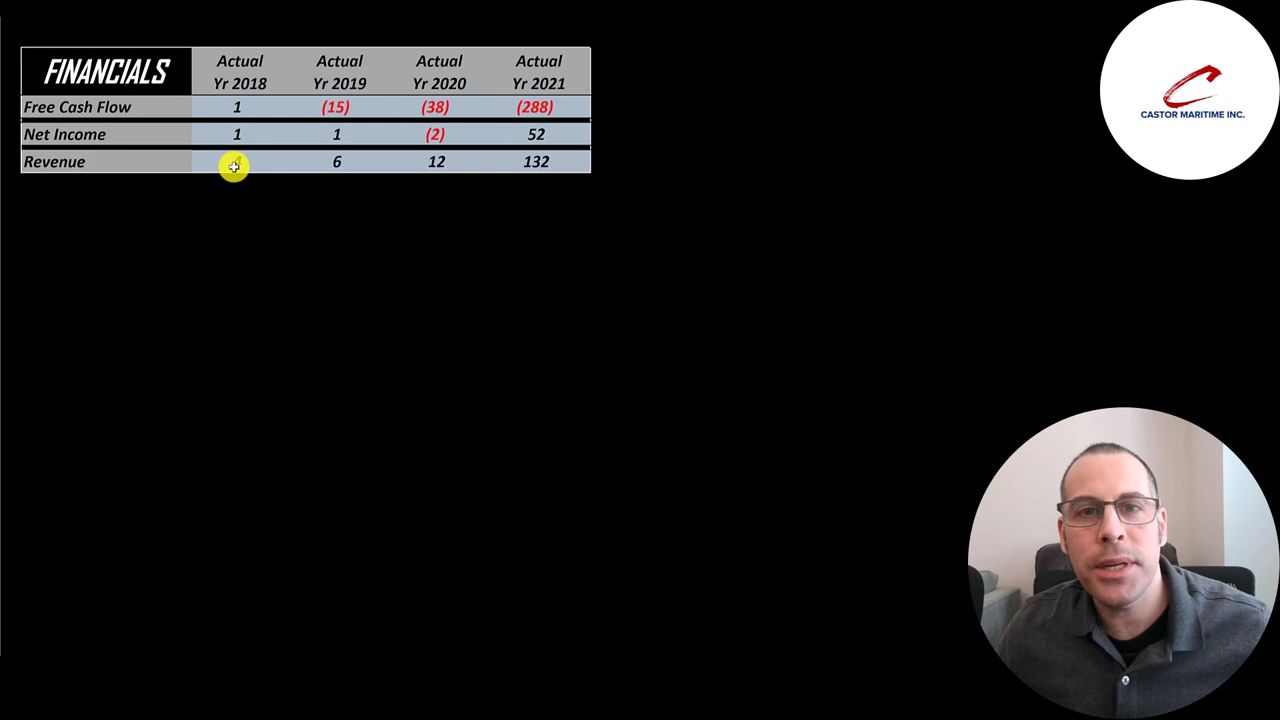 FINANCIALS
Actual Yr 2018
Actual Yr 2019
Actual Yr 2020
Actual Yr 2021
Free Cash Flow 1 (15) (38) (288)
Net Income 1 1 (2) 52
Revenue 6 12 132
CASTOR MARITIME INC.